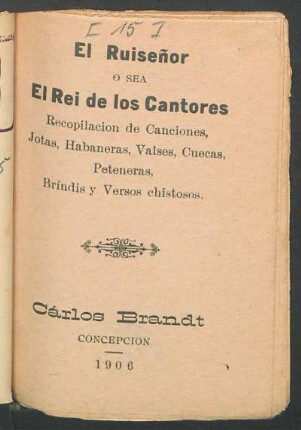 E 15 I
El Ruiseñor
O SEA
El Rei de los Cantores
Recopilacion de Canciones,
Jotas, Habaneras, Valses, Cuecas,
Peteneras,
Bríndis y Versos chistosos.
Cárlos Brandt
CONCEPCION
1906